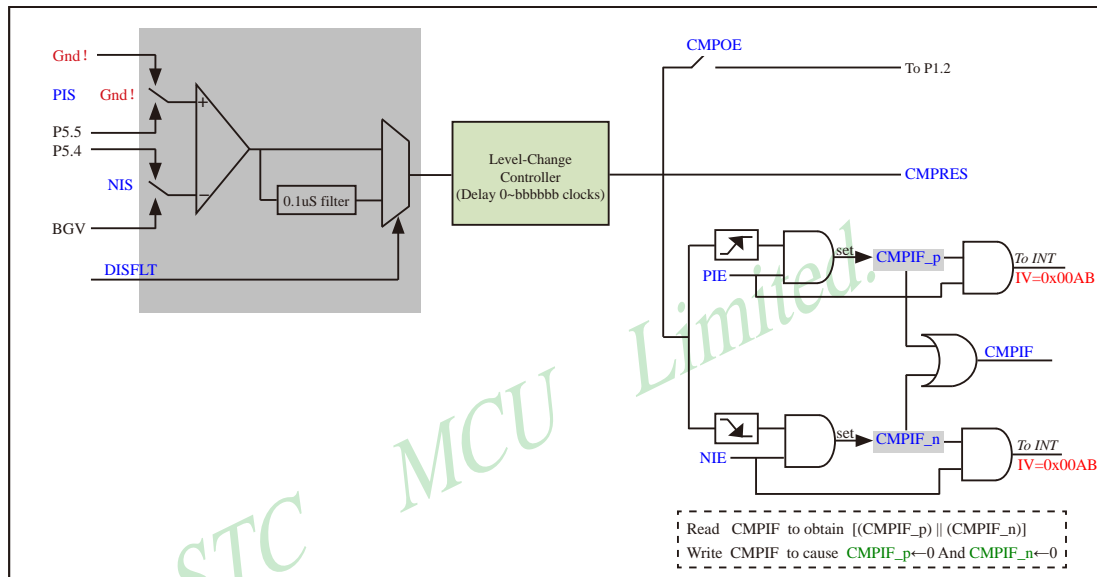 Gnd!
PIS
Gnd!
P5.5
P5.4
NIS
BGV
DISFLT
+
−
0.1uS filter
Level-Change
Controller
(Delay 0~bbbbbb clocks)
CMPOE
To P1.2
CMPRES
PIE
set
CMPIF_p
To INT
IV=0x00AB
CMPIF
NIE
set
CMPIF_n
To INT
IV=0x00AB
Read CMPIF to obtain [(CMPIF_p) || (CMPIF_n)]
Write CMPIF to cause CMPIF_p←0 And CMPIF_n←0
STC MCU Limited.